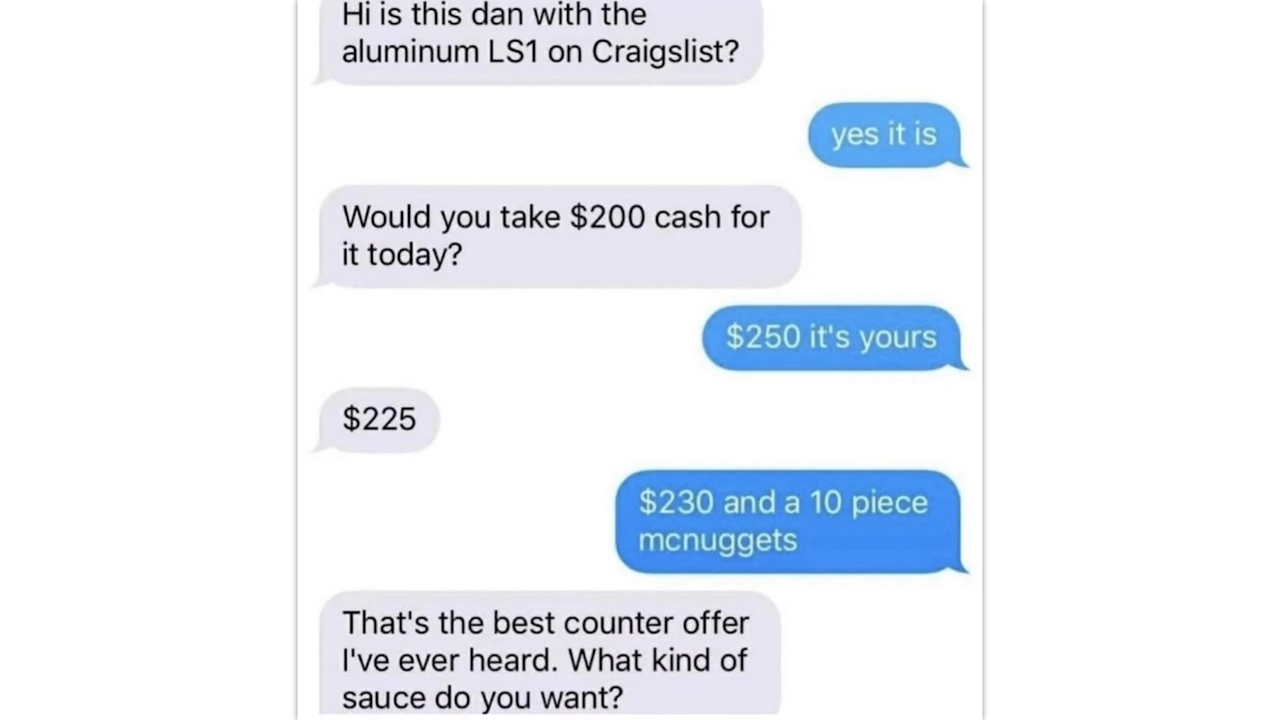 Hi is this dan with the
aluminum LS1 on Craigslist?
yes it is
Would you take $200 cash for
it today?
$250 it's yours
$225
$230 and a 10 piece
mcnuggets
That's the best counter offer
I've ever heard. What kind of
sauce do you want?